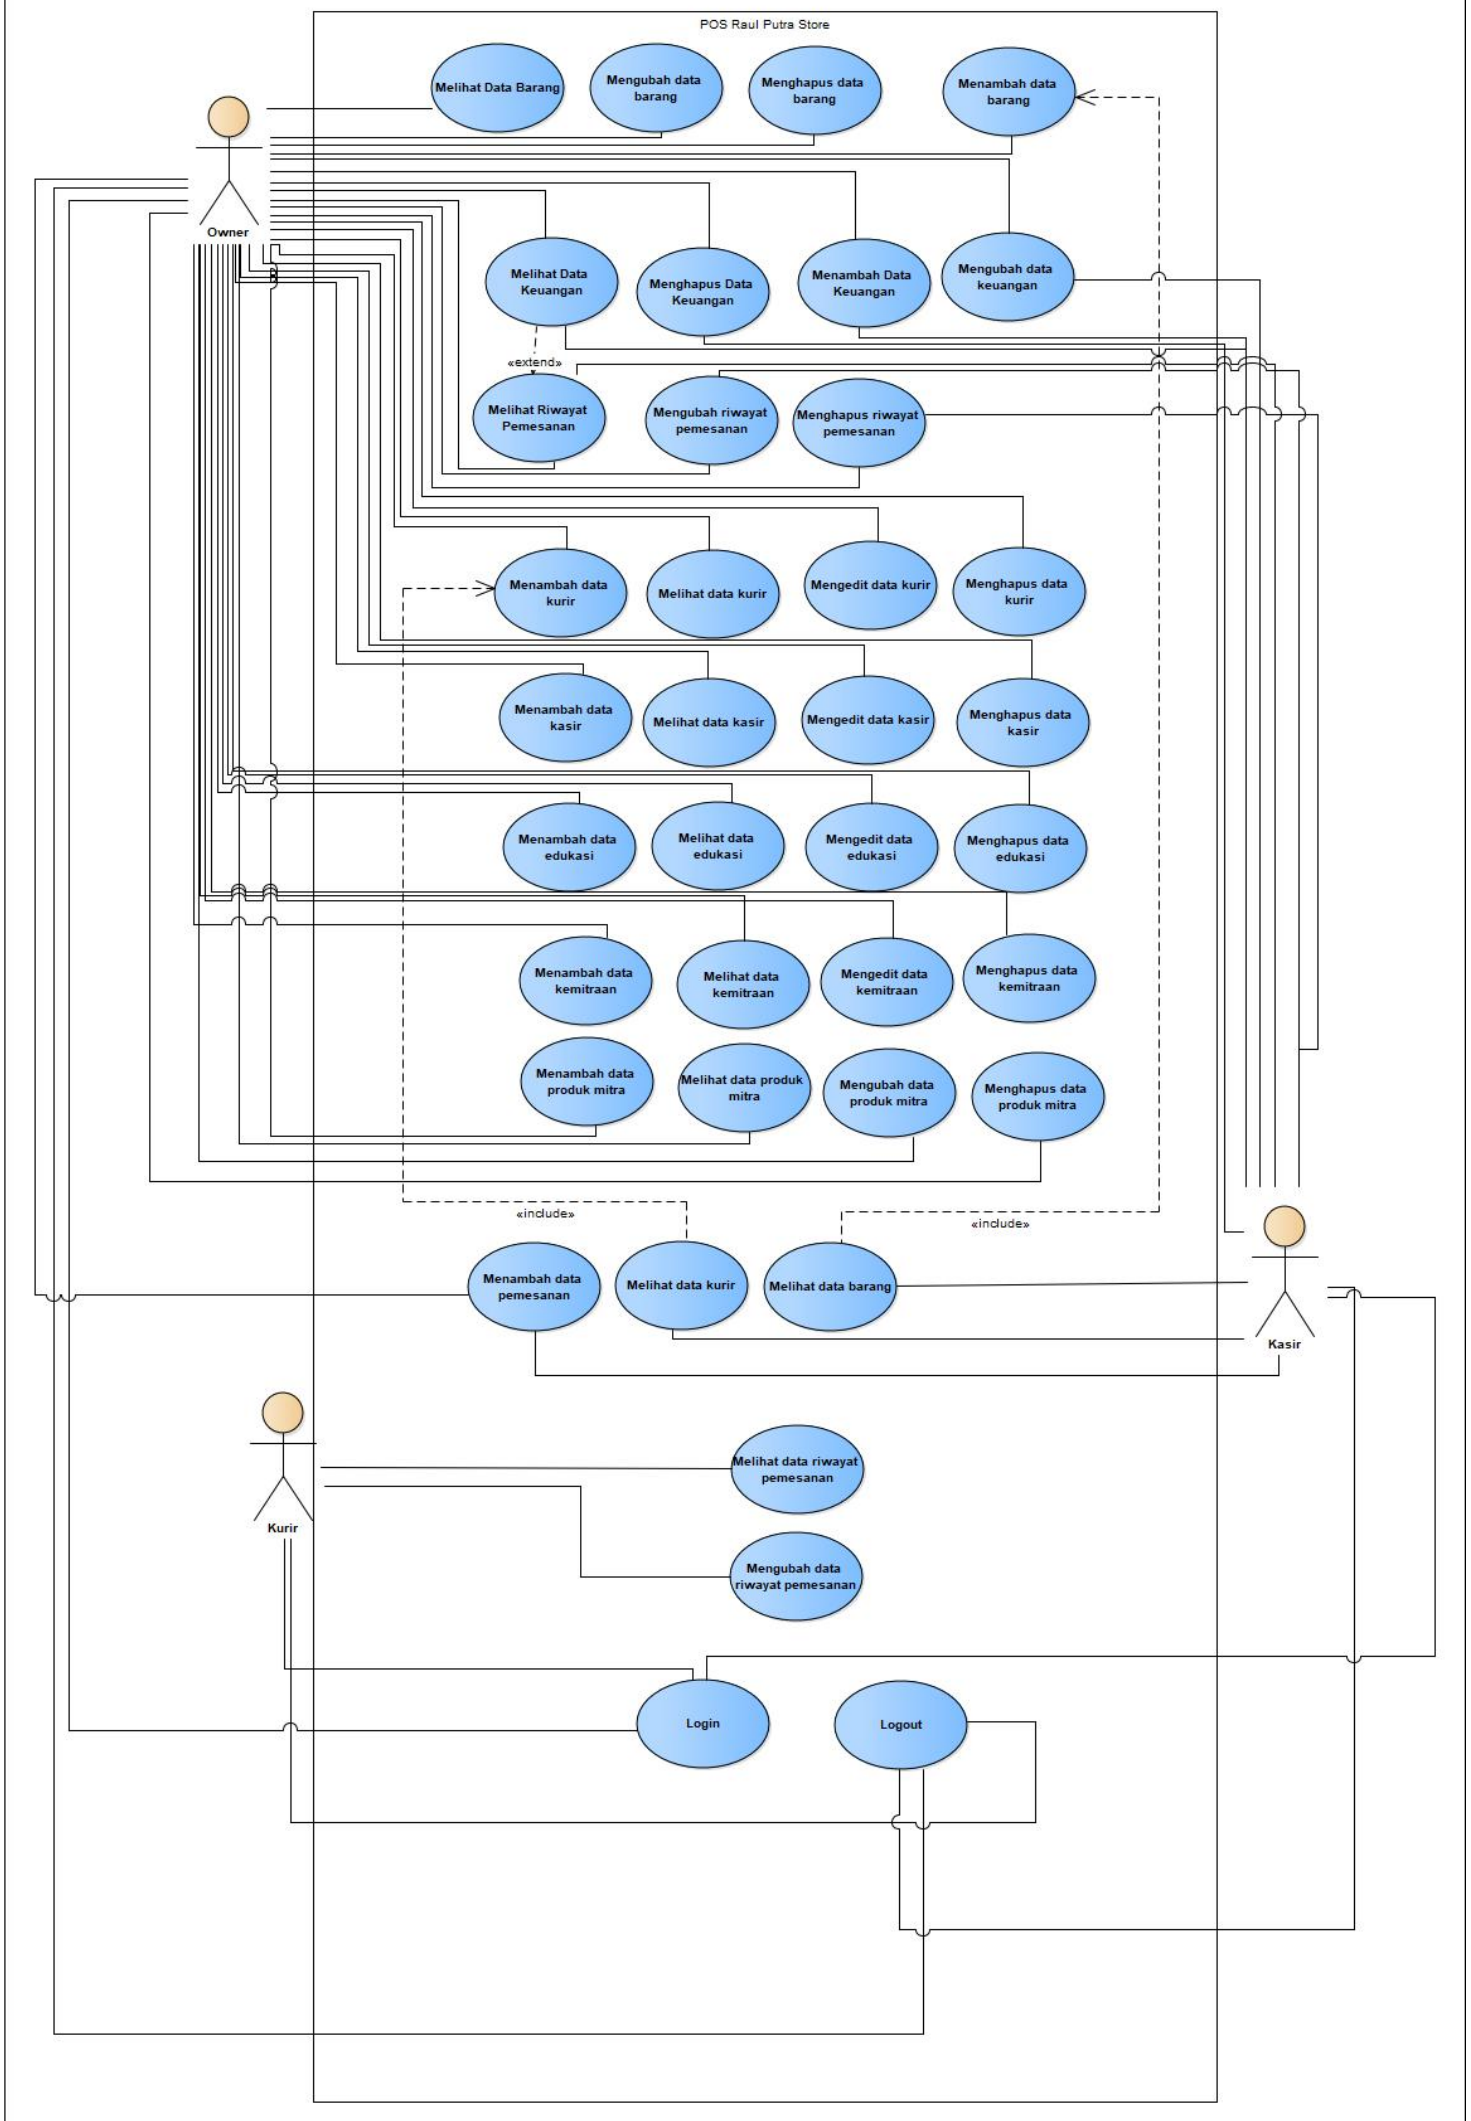 POS Raul Putra Store
Melihat Data Barang
Mengubah data
barang
Menghapus data
barang
Menambah data
barang
Owner
Melihat Data
Keuangan
Menghapus Data
Keuangan
Menambah Data
Keuangan
Mengubah data
keuangan
«extend»
Melihat Riwayat
Pemesanan
Mengubah riwayat
pemesanan
Menghapus riwayat
pemesanan
Menambah data
kurir
Melihat data kurir
Mengedit data kurir
Menghapus data
kurir
Menambah data
kasir
Melihat data kasir
Mengedit data kasir
Menghapus data
kasir
Menambah data
edukasi
Melihat data
edukasi
Mengedit data
edukasi
Menghapus data
edukasi
Menambah data
kemitraan
Melihat data
kemitraan
Mengedit data
kemitraan
Menghapus data
kemitraan
Menambah data
produk mitra
Melihat data produk
mitra
Mengubah data
produk mitra
Menghapus data
produk mitra
«include»
«include»
Menambah data
pemesanan
Melihat data kurir
Melihat data barang
Kasir
Melihat data riwayat
pemesanan
Kurir
Mengubah data
riwayat pemesanan
Login
Logout